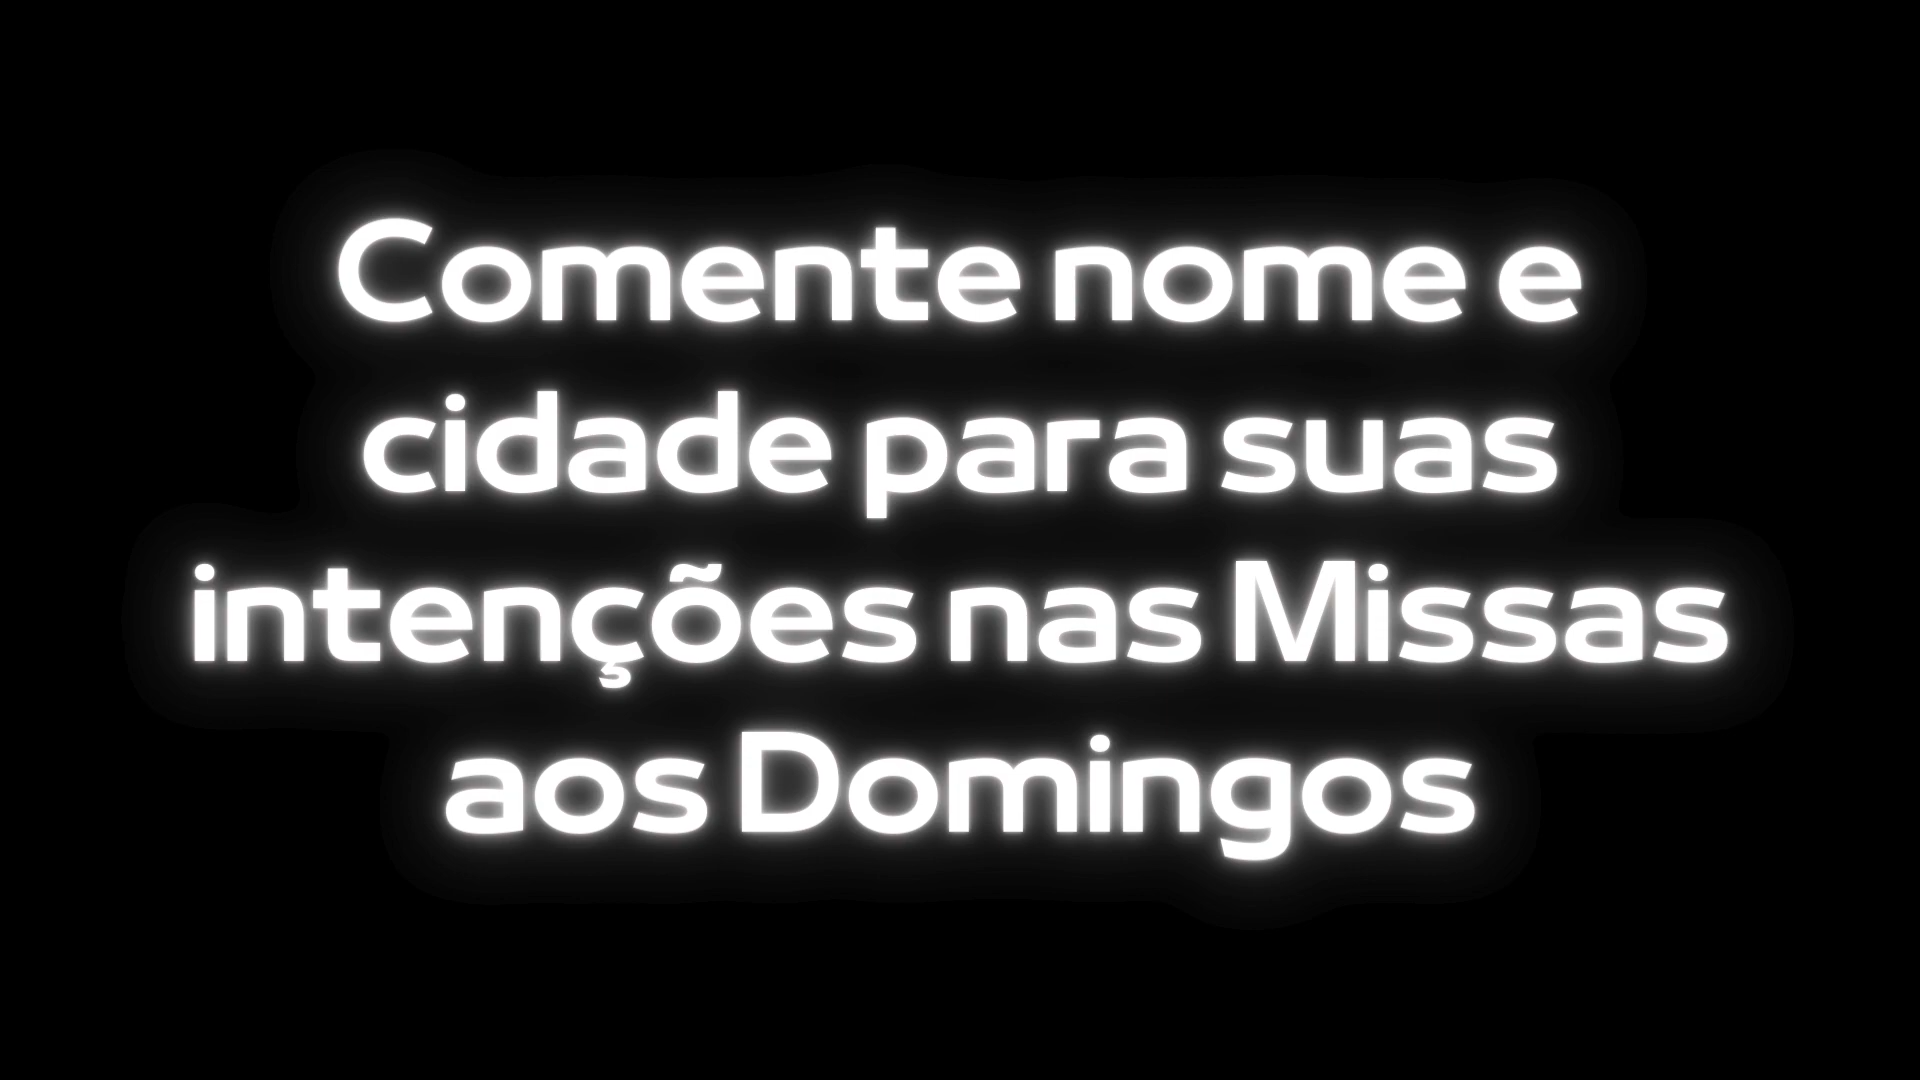 Comente nome e
cidade para suas
intenções nas Missas
aos Domingos